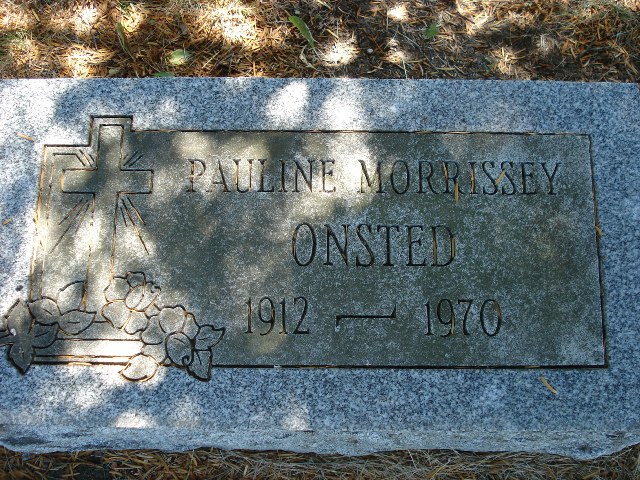 PAULINE MORRISSEY
ONSTED
1912 — 1970